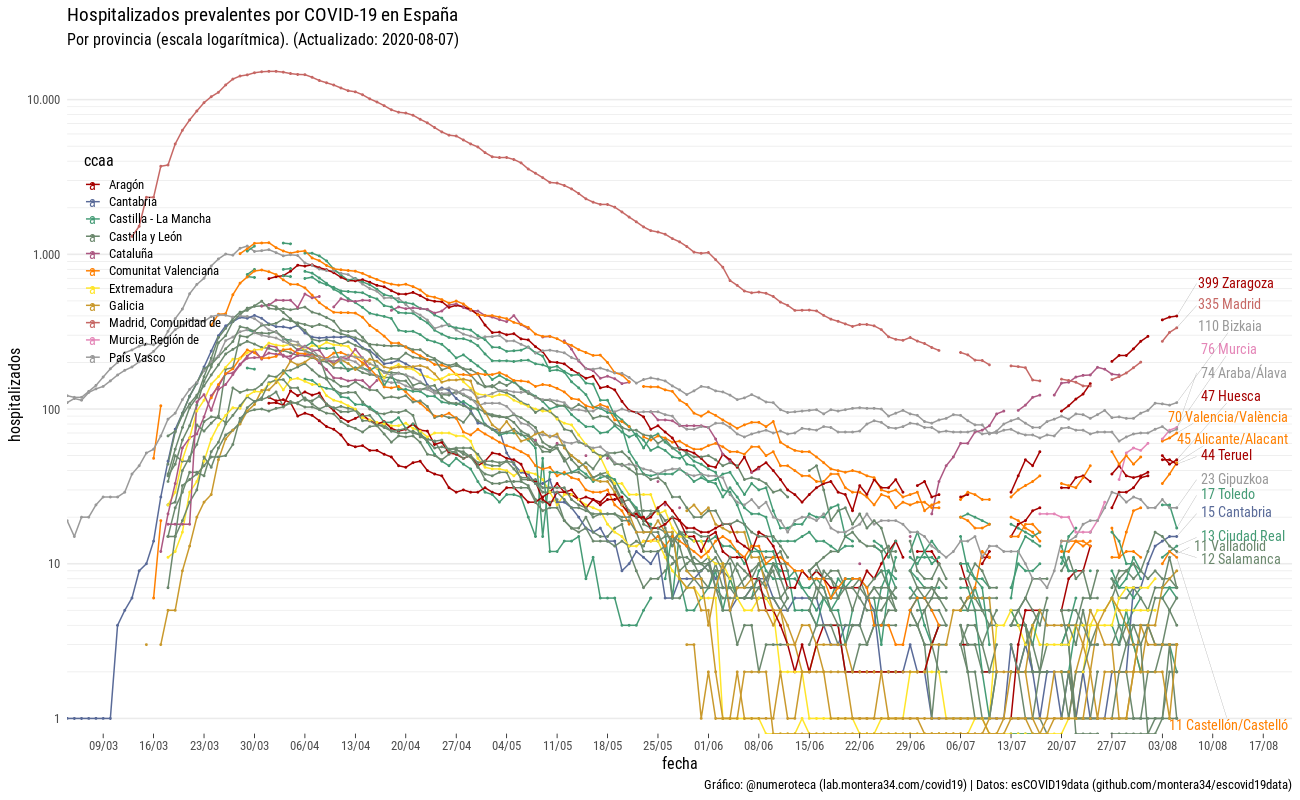 Hospitalizados prevalentes por COVID-19 en España
Por provincia (escala logarítmica). (Actualizado: 2020-08-07)
hospitalizados
10.000
1.000
100
10
1
ccaa
Aragón
Cantabria
Castilla - La Mancha
Castilla y León
Cataluña
Comunitat Valenciana
Extremadura
Galicia
Madrid, Comunidad de
Murcia, Región de
País Vasco
399 Zaragoza
335 Madrid
110 Bizkaia
76 Murcia
74 Araba/Álava
47 Huesca
70 Valencia/València
45 Alicante/Alacant
44 Teruel
23 Gipuzkoa
17 Toledo
15 Cantabria
13 Ciudad Real
11 Valladolid
12 Salamanca
11 Castellón/Castelló
09/03 16/03 23/03 30/03 06/04 13/04 20/04 27/04 04/05 11/05 18/05 25/05 01/06 08/06 15/06 22/06 29/06 06/07 13/07 20/07 27/07 03/08 10/08 17/08
fecha
Gráfico: @numeroteca (lab.montera34.com/covid19) | Datos: esCOVID19data (github.com/montera34/escovid19data)